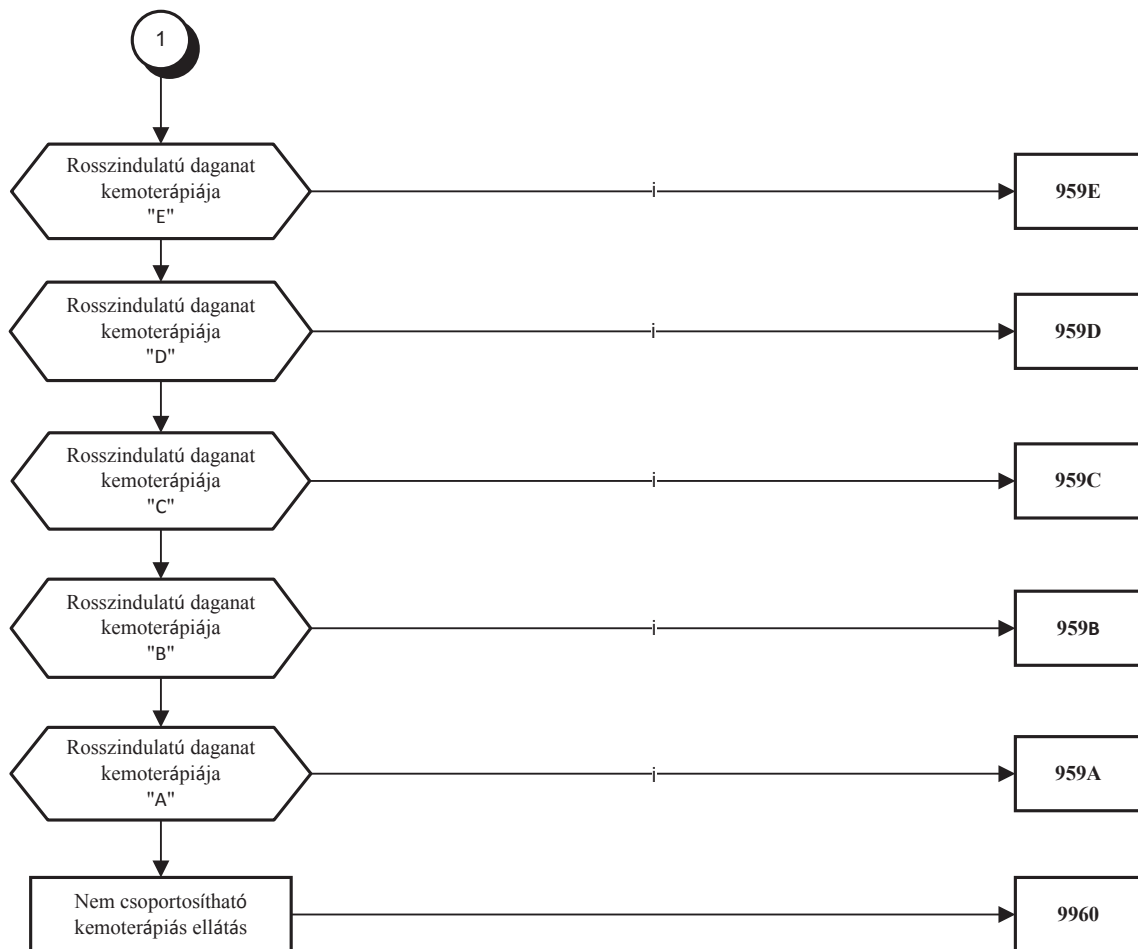 1
Rosszindulatú daganat
kemoterápiája
"E"
i
959E
Rosszindulatú daganat
kemoterápiája
"D"
i
959D
Rosszindulatú daganat
kemoterápiája
"C"
i
959C
Rosszindulatú daganat
kemoterápiája
"B"
i
959B
Rosszindulatú daganat
kemoterápiája
"A"
i
959A
Nem csoportosítható
kemoterápiás ellátás
9960